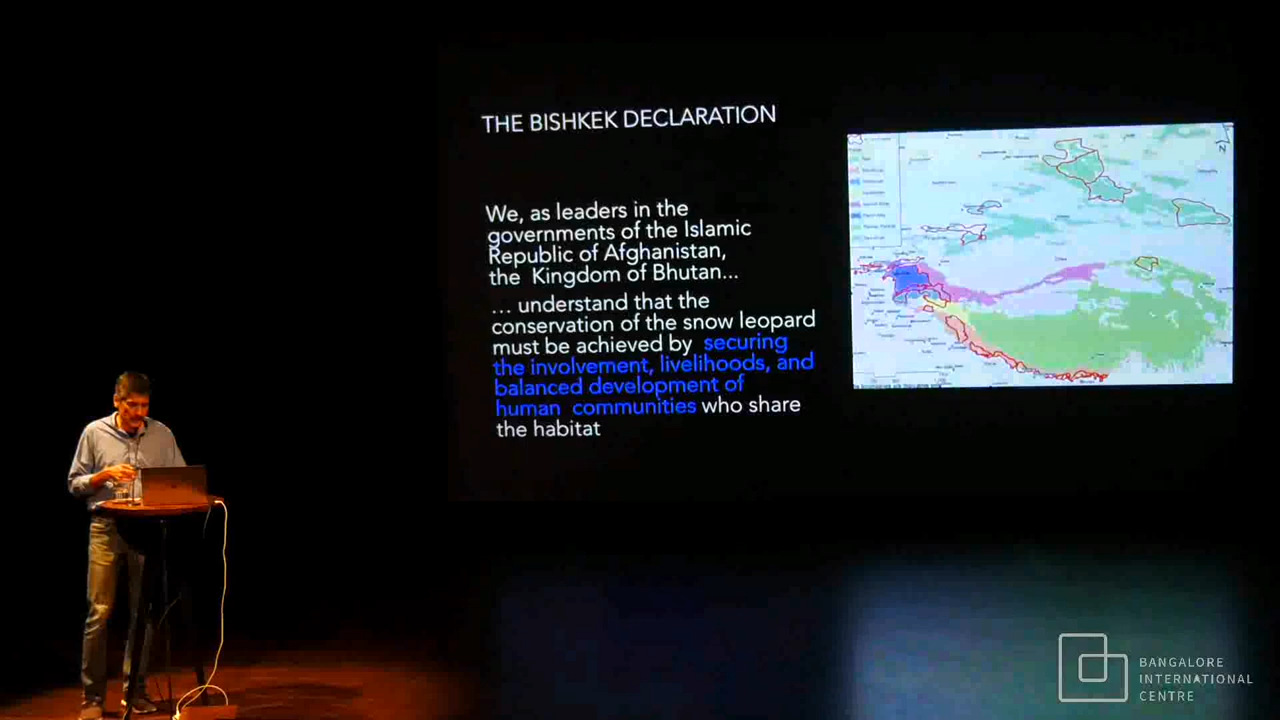 THE BISHKEK DECLARATION
We, as leaders in the
governments of the Islamic
Republic of Afghanistan,
the Kingdom of Bhutan...
... understand that the
conservation of the snow leopard
must be achieved by securing
the involvement, livelihoods, and
balanced development of
human communities who share
the habitat
N
BANGALORE
INTERNATIONAL
CENTRE